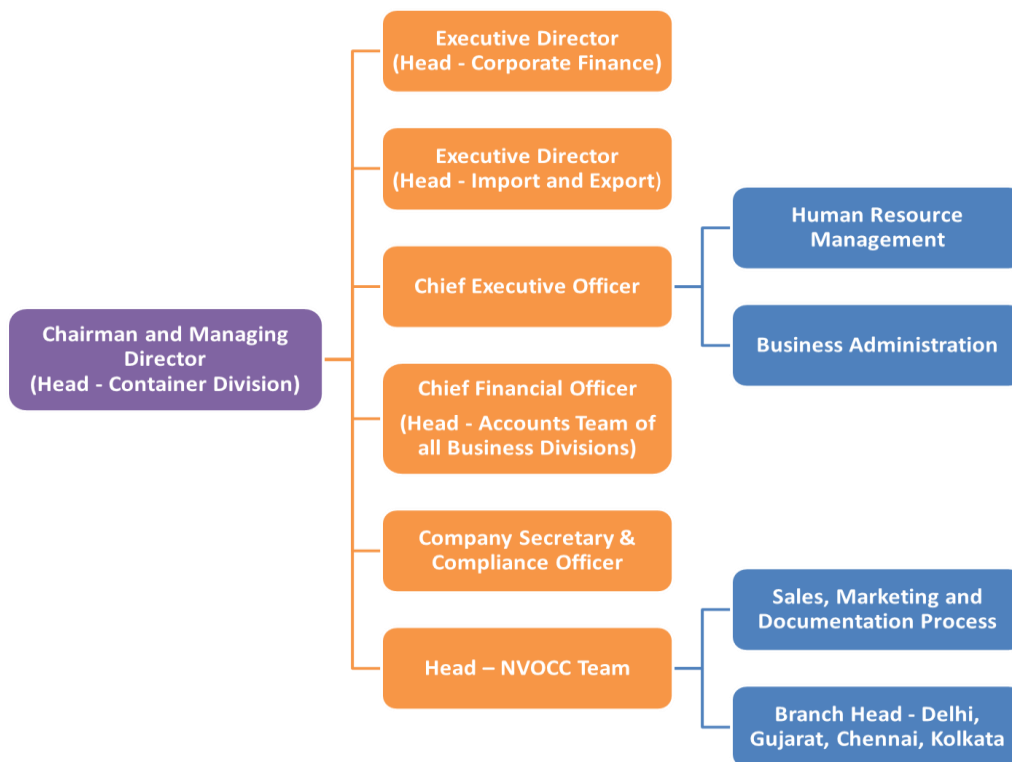 Executive Director
(Head - Corporate Finance)
Executive Director
(Head - Import and Export)
Human Resource
Management
Chief Executive Officer
Business Administration
Chairman and Managing
Director
(Head - Container Division)
Chief Financial Officer
(Head - Accounts Team of
all Business Divisions)
Company Secretary &
Compliance Officer
Sales, Marketing and
Documentation Process
Head – NVOCC Team
Branch Head - Delhi,
Gujarat, Chennai, Kolkata